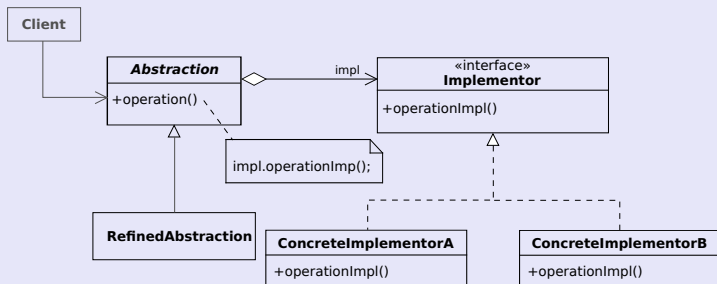 Client
Abstraction
+operation()
impl
«interface»
Implementor
+operationImpl()
impl.operationImp();
RefinedAbstraction
ConcreteImplementorA
+operationImpl()
ConcreteImplementorB
+operationImpl()